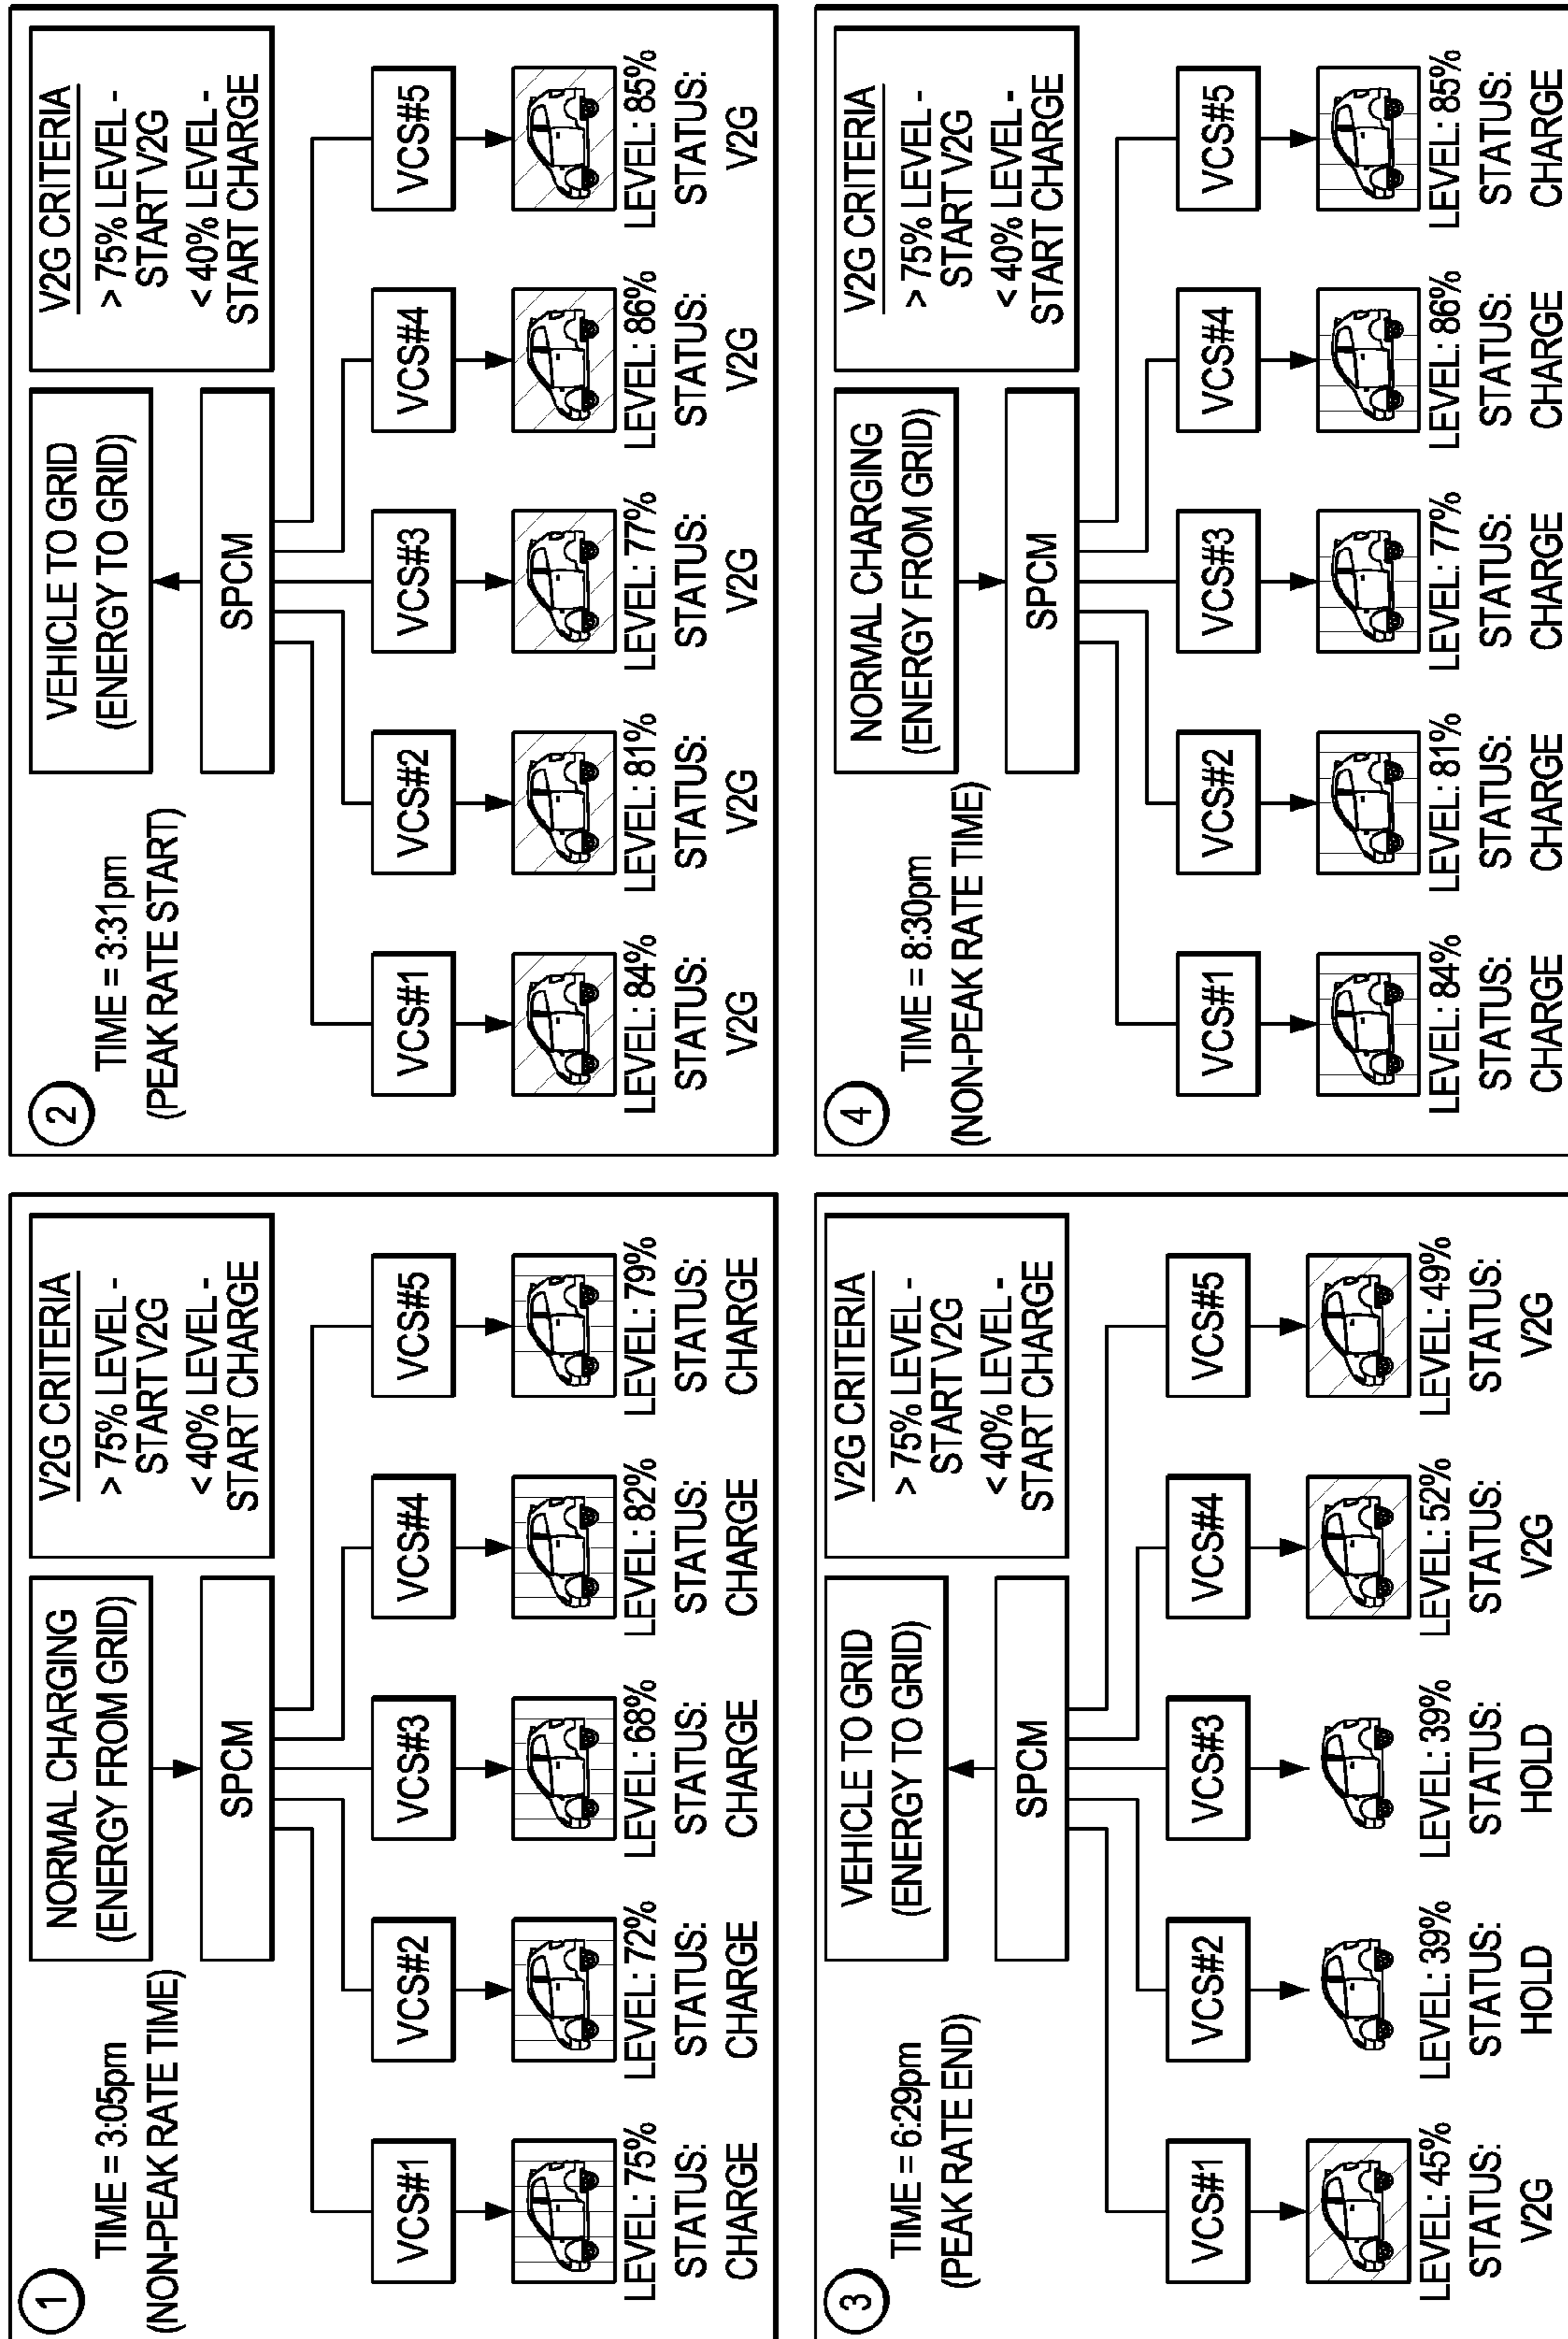 1
TIME = 3:05pm
(NON-PEAK RATE TIME)
NORMAL CHARGING
(ENERGY FROM GRID)
V2G CRITERIA
> 75% LEVEL -
START V2G
< 40% LEVEL -
START CHARGE
SPCM
VCS#1
VCS#2
VCS#3
VCS#4
VCS#5
LEVEL: 75%
STATUS:
CHARGE
LEVEL: 72%
STATUS:
CHARGE
LEVEL: 68%
STATUS:
CHARGE
LEVEL: 82%
STATUS:
CHARGE
LEVEL: 79%
STATUS:
CHARGE
2
TIME = 3:31pm
(PEAK RATE START)
VEHICLE TO GRID
(ENERGY TO GRID)
V2G CRITERIA
> 75% LEVEL -
START V2G
< 40% LEVEL -
START CHARGE
SPCM
VCS#1
VCS#2
VCS#3
VCS#4
VCS#5
LEVEL: 84%
STATUS:
V2G
LEVEL: 81%
STATUS:
V2G
LEVEL: 77%
STATUS:
V2G
LEVEL: 86%
STATUS:
V2G
LEVEL: 85%
STATUS:
V2G
3
TIME = 6:29pm
(PEAK RATE END)
VEHICLE TO GRID
(ENERGY TO GRID)
V2G CRITERIA
> 75% LEVEL -
START V2G
< 40% LEVEL -
START CHARGE
SPCM
VCS#1
VCS#2
VCS#3
VCS#4
VCS#5
LEVEL: 45%
STATUS:
V2G
LEVEL: 39%
STATUS:
HOLD
LEVEL: 39%
STATUS:
HOLD
LEVEL: 52%
STATUS:
V2G
LEVEL: 49%
STATUS:
V2G
4
TIME = 8:30pm
(NON-PEAK RATE TIME)
NORMAL CHARGING
(ENERGY FROM GRID)
V2G CRITERIA
> 75% LEVEL -
START V2G
< 40% LEVEL -
START CHARGE
SPCM
VCS#1
VCS#2
VCS#3
VCS#4
VCS#5
LEVEL: 84%
STATUS:
CHARGE
LEVEL: 81%
STATUS:
CHARGE
LEVEL: 77%
STATUS:
CHARGE
LEVEL: 86%
STATUS:
CHARGE
LEVEL: 85%
STATUS:
CHARGE